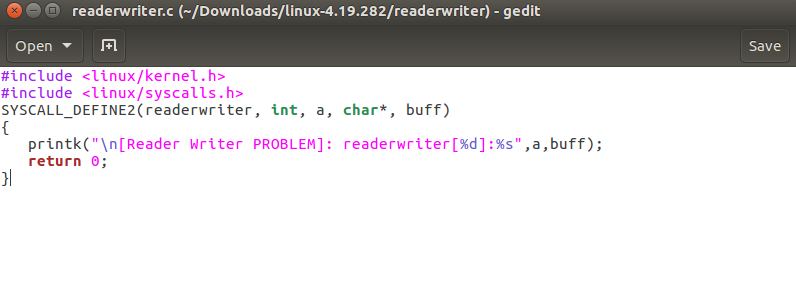 readerwriter.c (~/Downloads/linux-4.19.282/readerwriter) - gedit
Open Save
#include <linux/kernel.h>
#include <linux/syscalls.h>
SYSCALL_DEFINE2(readerwriter, int, a, char*, buff)
{
   printk("\n[Reader Writer PROBLEM]: readerwriter[%d]:%s",a,buff);
   return 0;
}